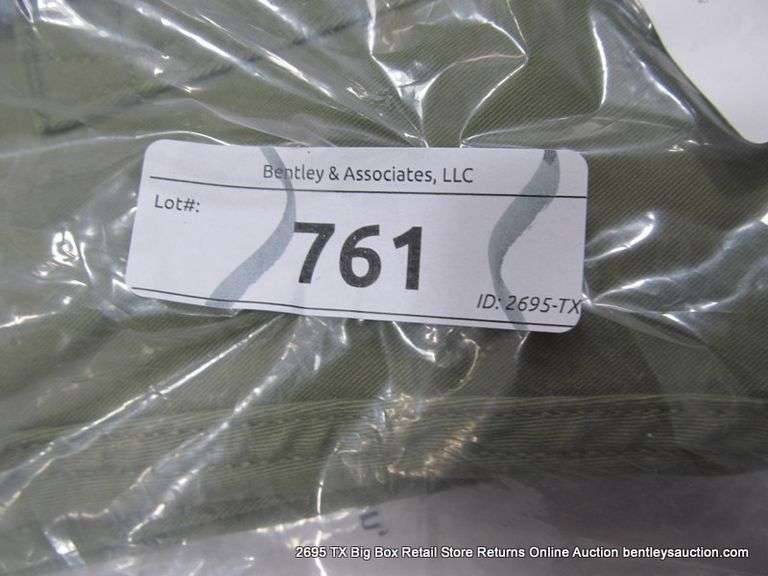 Bentley & Associates, LLC
Lot#:
761
ID: 2695-TX
2695 TX Big Box Retail Store Returns Online Auction bentleysauction.com